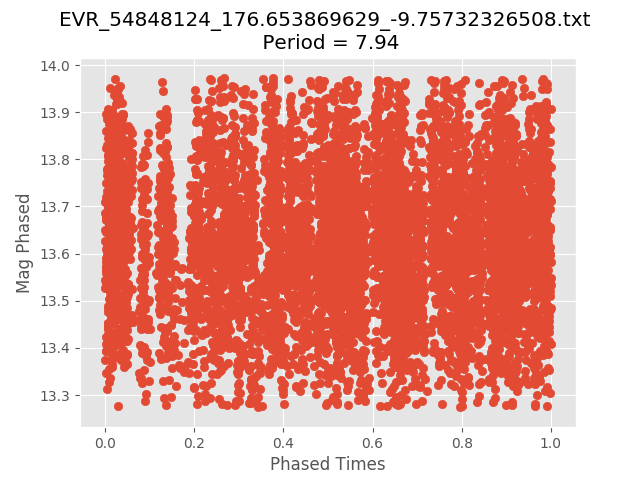 EVR_54848124_176.653869629_-9.75732326508.txt
Period = 7.94
14.0
13.9
13.8
13.7
13.6
13.5
13.4
13.3
Mag Phased
0.0 0.2 0.4 0.6 0.8 1.0
Phased Times